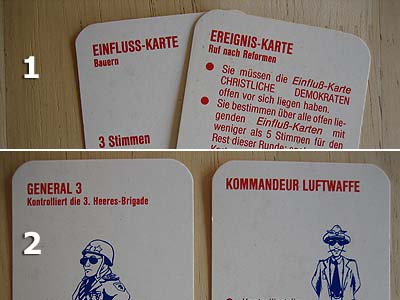 1
EINFLUSS-KARTE
Bauern
3 Stimmen
EREIGNIS-KARTE
Ruf nach Reformen
● Sie müssen die Einfluß-Karte
CHRISTLICHE DEMOKRATEN
offen vor sich liegen haben.
● Sie bestimmen über alle offen lie-
genden Einfluß-Karten mit
weniger als 5 Stimmen für den
Rest dieser Runde;
2
GENERAL 3
Kontrolliert die 3. Heeres-Brigade
KOMMANDEUR LUFTWAFFE